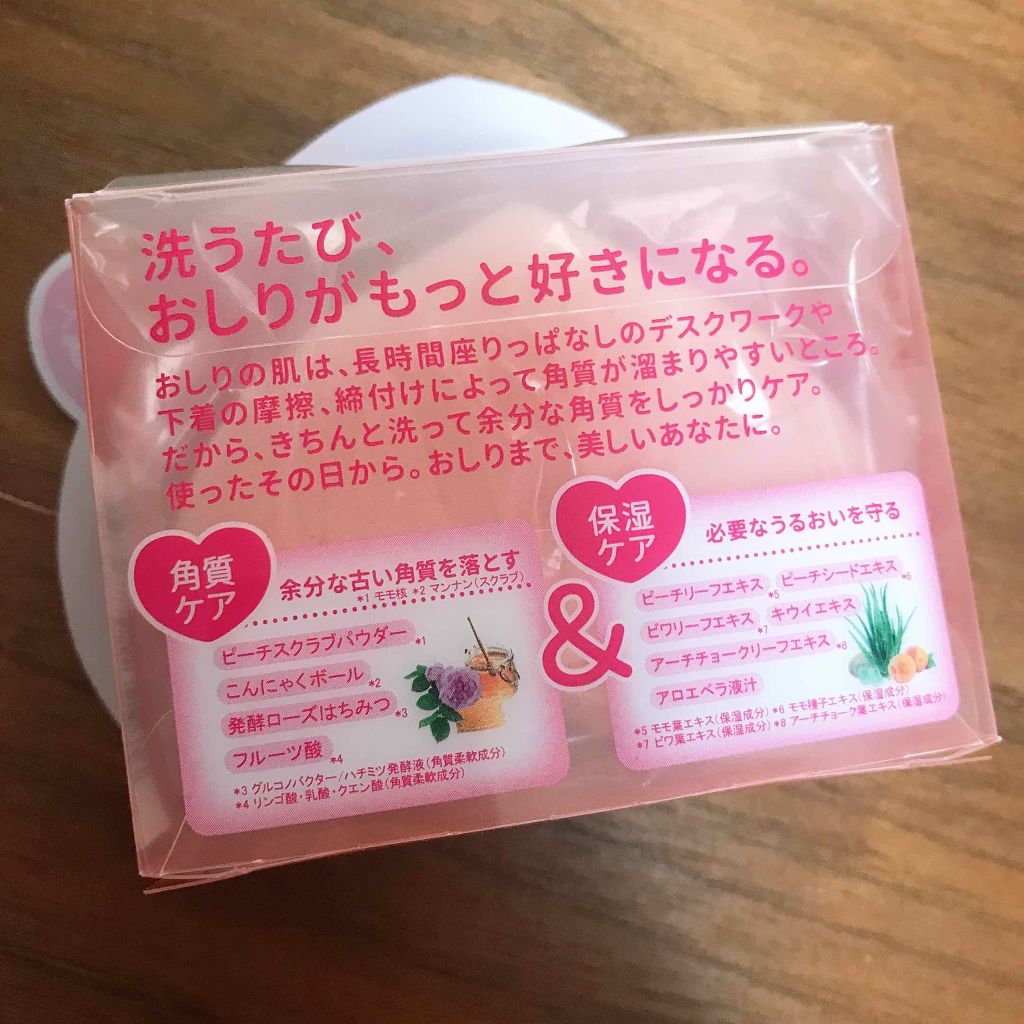 洗うたび、
おしりがもっと好きになる。
おしりの肌は、長時間座りっぱなしのデスクワークや
下着の摩擦、締付けによって角質が溜まりやすいところ。
だから、きちんと洗って余分な角質をしっかりケア。
使ったその日から。おしりまで、美しいあなたに。
角質
ケア
余分な古い角質を落とす
*1 モモ核 *2 マンナン(スクラブ)
ピーチスクラブパウダー*1
こんにゃくボール*2
発酵ローズはちみつ*3
フルーツ酸*4
*3 グルコノバクター/ハチミツ発酵液(角質柔軟成分)
*4 リンゴ酸・乳酸・クエン酸(角質柔軟成分)
&
保湿
ケア
必要なうるおいを守る
ピーチリーフエキス*5 ピーチシードエキス*6
ビワリーフエキス*7 キウイエキス
アーチチョークリーフエキス*8
アロエベラ液汁
*5 モモ葉エキス(保湿成分) *6 モモ種子エキス(保湿成分)
*7 ビワ葉エキス(保湿成分) *8 アーチチョーク葉エキス(保湿成分)